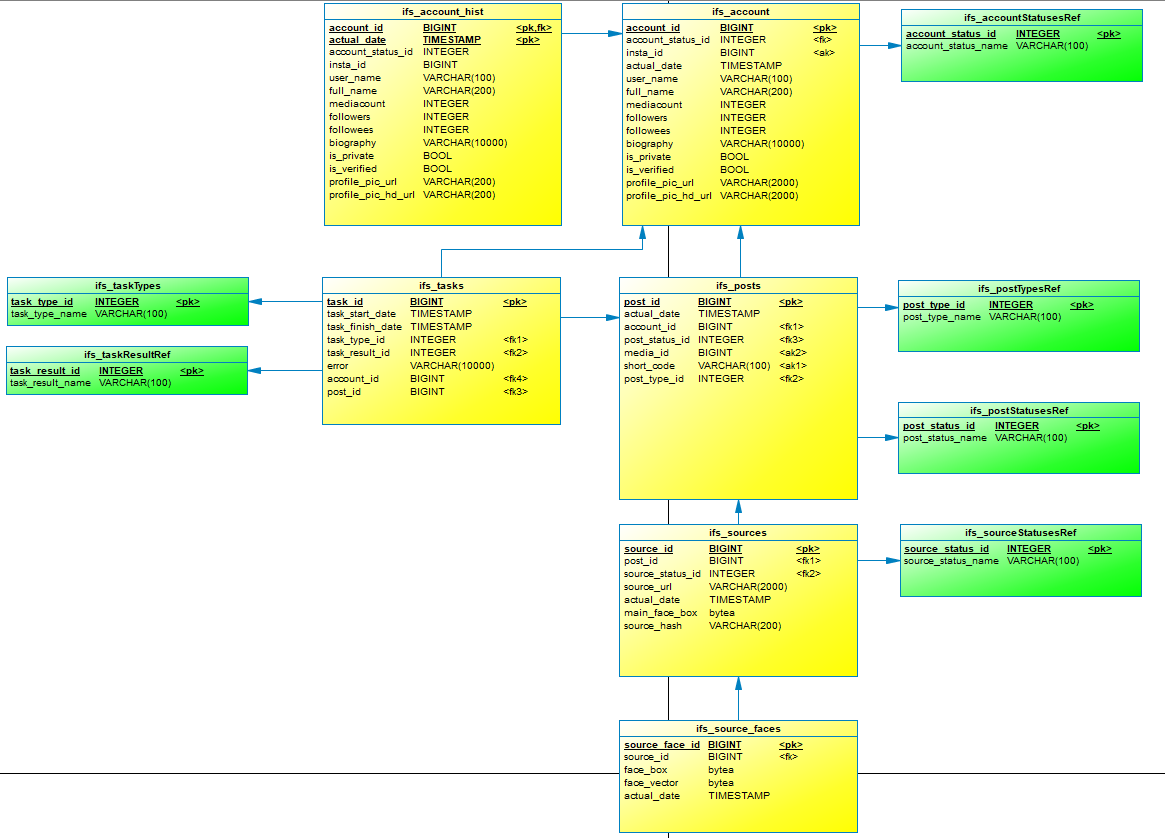 ifs_account_hist
account_id BIGINT <pk,fk>
actual_date TIMESTAMP <pk>
account_status_id INTEGER
insta_id BIGINT
user_name VARCHAR(100)
full_name VARCHAR(200)
mediacount INTEGER
followers INTEGER
followees INTEGER
biography VARCHAR(10000)
is_private BOOL
is_verified BOOL
profile_pic_url VARCHAR(200)
profile_pic_hd_url VARCHAR(200)
ifs_account
account_id BIGINT <pk>
account_status_id INTEGER <fk>
insta_id BIGINT <ak>
actual_date TIMESTAMP
user_name VARCHAR(100)
full_name VARCHAR(200)
mediacount INTEGER
followers INTEGER
followees INTEGER
biography VARCHAR(10000)
is_private BOOL
is_verified BOOL
profile_pic_url VARCHAR(2000)
profile_pic_hd_url VARCHAR(2000)
ifs_accountStatusesRef
account_status_id INTEGER <pk>
account_status_name VARCHAR(100)
ifs_taskTypes
task_type_id INTEGER <pk>
task_type_name VARCHAR(100)
ifs_taskResultRef
task_result_id INTEGER <pk>
task_result_name VARCHAR(100)
ifs_tasks
task_id BIGINT <pk>
task_start_date TIMESTAMP
task_finish_date TIMESTAMP
task_type_id INTEGER <fk1>
task_result_id INTEGER <fk2>
error VARCHAR(10000)
account_id BIGINT <fk4>
post_id BIGINT <fk3>
ifs_posts
post_id BIGINT <pk>
actual_date TIMESTAMP
account_id BIGINT <fk1>
post_status_id INTEGER <fk3>
media_id BIGINT <ak2>
short_code VARCHAR(100) <ak1>
post_type_id INTEGER <fk2>
ifs_postTypesRef
post_type_id INTEGER <pk>
post_type_name VARCHAR(100)
ifs_postStatusesRef
post_status_id INTEGER <pk>
post_status_name VARCHAR(100)
ifs_sources
source_id BIGINT <pk>
post_id BIGINT <fk1>
source_status_id INTEGER <fk2>
source_url VARCHAR(2000)
actual_date TIMESTAMP
main_face_box bytea
source_hash VARCHAR(200)
ifs_sourceStatusesRef
source_status_id INTEGER <pk>
source_status_name VARCHAR(100)
ifs_source_faces
source_face_id BIGINT <pk>
source_id BIGINT <fk>
face_box bytea
face_vector bytea
actual_date TIMESTAMP